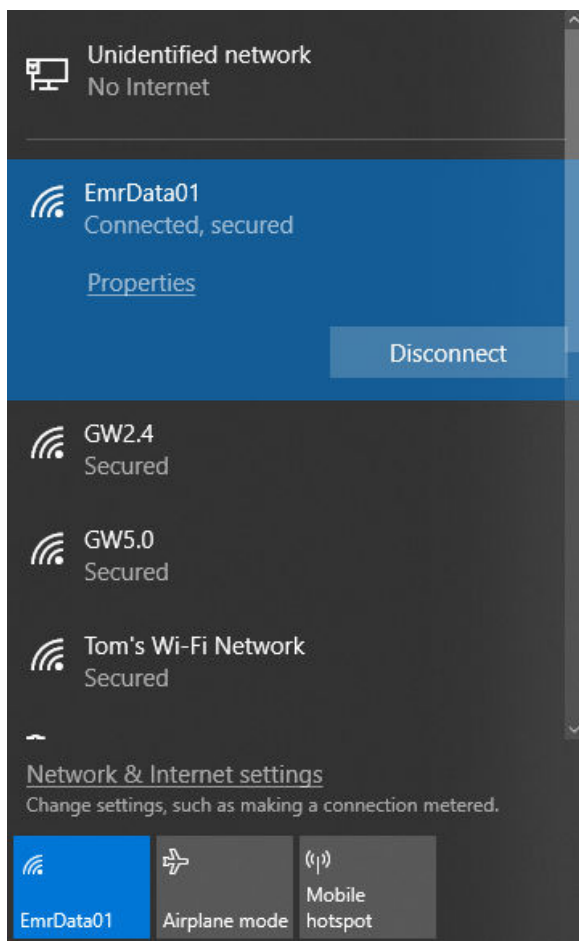 Unidentified network
No Internet
EmrData01
Connected, secured
Properties
Disconnect
GW2.4
Secured
GW5.0
Secured
Tom's Wi-Fi Network
Secured
Network & Internet settings
Change settings, such as making a connection metered.
EmrData01
Airplane mode
Mobile
hotspot